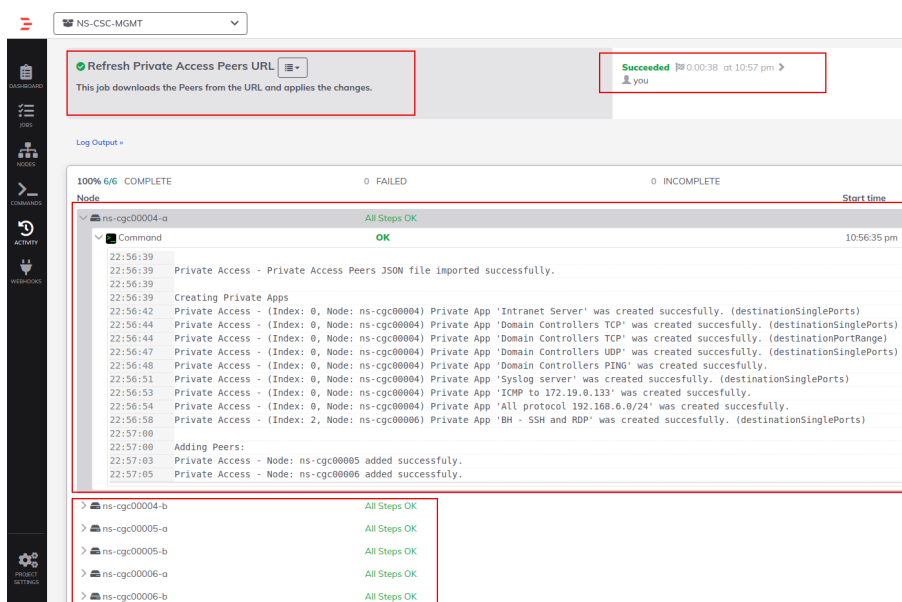 NS-CSC-MGMT
Refresh Private Access Peers URL
This job downloads the Peers from the URL and applies the changes.
Succeeded 0.00:38 at 10:57 pm
you
DASHBOARD
JOBS
NODES
COMMANDS
ACTIVITY
WEBHOOKS
PROJECT
SETTINGS
Log Output »
100% 6/6 COMPLETE 0 FAILED 0 INCOMPLETE
Node Start time
ns-cgc00004-a All Steps OK
Command OK 10:56:35 pm
22:56:39
22:56:39 Private Access - Private Access Peers JSON file imported successfully.
22:56:39
22:56:39 Creating Private Apps
22:56:42 Private Access - (Index: 0, Node: ns-cgc00004) Private App 'Intranet Server' was created succesfully. (destinationSinglePorts)
22:56:44 Private Access - (Index: 0, Node: ns-cgc00004) Private App 'Domain Controllers TCP' was created succesfully. (destinationSinglePorts)
22:56:44 Private Access - (Index: 0, Node: ns-cgc00004) Private App 'Domain Controllers TCP' was created succesfully. (destinationPortRange)
22:56:47 Private Access - (Index: 0, Node: ns-cgc00004) Private App 'Domain Controllers UDP' was created succesfully. (destinationSinglePorts)
22:56:48 Private Access - (Index: 0, Node: ns-cgc00004) Private App 'Domain Controllers PING' was created succesfully.
22:56:51 Private Access - (Index: 0, Node: ns-cgc00004) Private App 'Syslog server' was created succesfully. (destinationSinglePorts)
22:56:53 Private Access - (Index: 0, Node: ns-cgc00004) Private App 'ICMP to 172.19.0.133' was created succesfully.
22:56:54 Private Access - (Index: 0, Node: ns-cgc00004) Private App 'All protocol 192.168.6.0/24' was created succesfully.
22:56:58 Private Access - (Index: 2, Node: ns-cgc00006) Private App 'BH - SSH and RDP' was created succesfully. (destinationSinglePorts)
22:57:00
22:57:00 Adding Peers:
22:57:03 Private Access - Node: ns-cgc00005 added successfuly.
22:57:05 Private Access - Node: ns-cgc00006 added successfuly.
ns-cgc00004-b All Steps OK
ns-cgc00005-a All Steps OK
ns-cgc00005-b All Steps OK
ns-cgc00006-a All Steps OK
ns-cgc00006-b All Steps OK